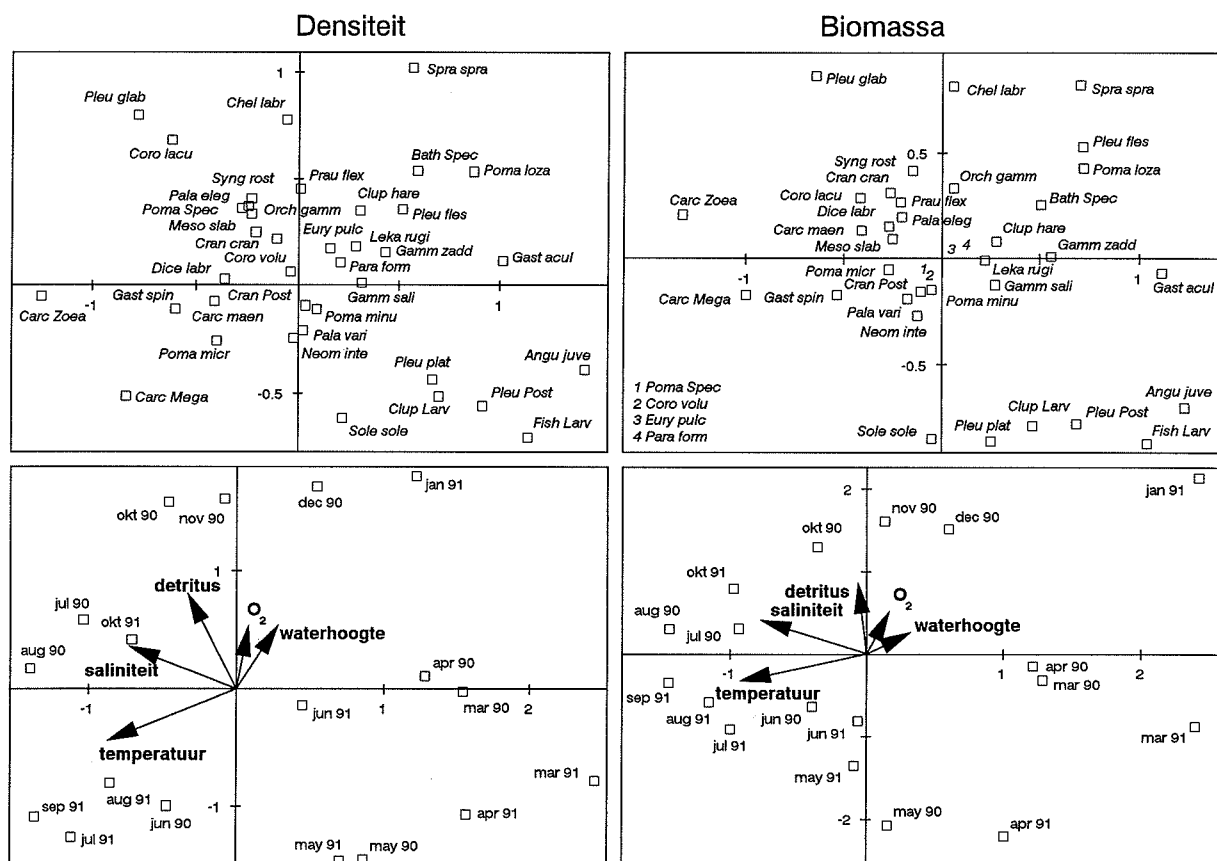 Densiteit
Biomassa
1
Spra spra
Pleu glab
Chel labr
Coro lacu
Bath Spec
Poma loza
Syng rost
Prau flex
Pala eleg
Clup hare
Poma Spec
Orch gamm
Pleu fles
Meso slab
Eury pulc
Leka rugi
Cran cran
Gamm zadd
Coro volu
Para form
Gast acul
Dice labr
-1
1
Gast spin
Cran Post
Gamm sali
Carc Zoea
Carc maen
Poma minu
Pala vari
Poma micr
Neom inte
Pleu plat
Angu juve
-0.5
Carc Mega
Clup Larv
Pleu Post
Sole sole
Fish Larv
Pleu glab
Chel labr
Spra spra
0.5
Pleu fles
Syng rost
Poma loza
Cran cran
Orch gamm
Coro lacu
Carc Zoea
Prau flex
Bath Spec
Dice labr
Pala eleg
Carc maen
Clup hare
Meso slab
3 4
Gamm zadd
Poma micr
1 2
Leka rugi
-1
1
Carc Mega
Gast spin
Cran Post
Gamm sali
Gast acul
Poma minu
Pala vari
Neom inte
-0.5
1 Poma Spec
2 Coro volu
3 Eury pulc
4 Para form
Angu juve
Clup Larv
Pleu Post
Sole sole
Pleu plat
Fish Larv
okt 90
nov 90
dec 90
jan 91
1
detritus
jul 90
O2
okt 91
waterhoogte
aug 90
saliniteit
apr 90
-1
1
2
jun 91
mar 90
temperatuur
mar 91
sep 91
aug 91
-1
jun 90
apr 91
jul 91
may 91
may 90
2
jan 91
nov 90
dec 90
okt 90
okt 91
detritus
O2
aug 90
saliniteit
jul 90
waterhoogte
-1
1
2
apr 90
sep 91
temperatuur
mar 90
aug 91
jun 90
jul 91
jun 91
mar 91
may 91
-2
may 90
apr 91